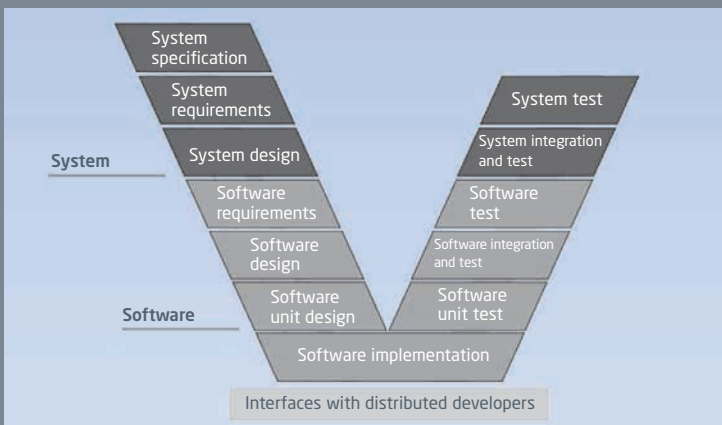 System
specification
System
requirements
System design
System
Software
requirements
Software
design
Software
unit design
Software
Software implementation
System test
System integration
and test
Software
test
Software integration
and test
Software
unit test
Interfaces with distributed developers